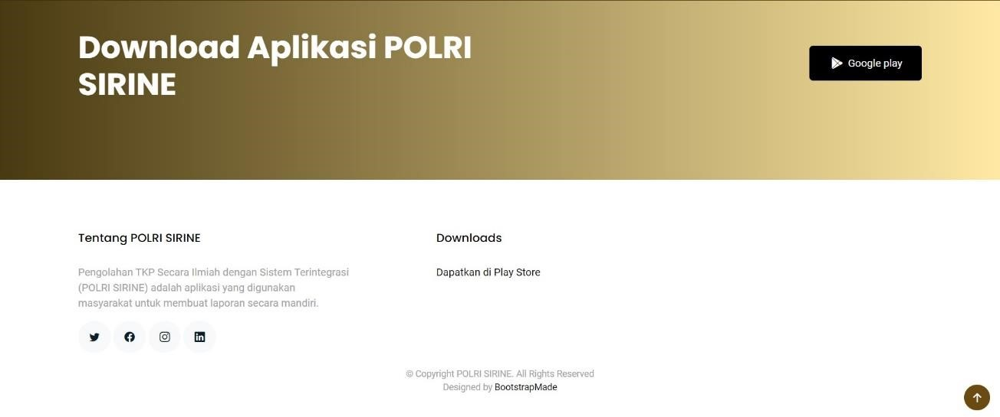 Download Aplikasi POLRI
SIRINE
Google play
Tentang POLRI SIRINE
Pengolahan TKP Secara Ilmiah dengan Sistem Terintegrasi
(POLRI SIRINE) adalah aplikasi yang digunakan
masyarakat untuk membuat laporan secara mandiri.
Downloads
Dapatkan di Play Store
© Copyright POLRI SIRINE. All Rights Reserved
Designed by BootstrapMade